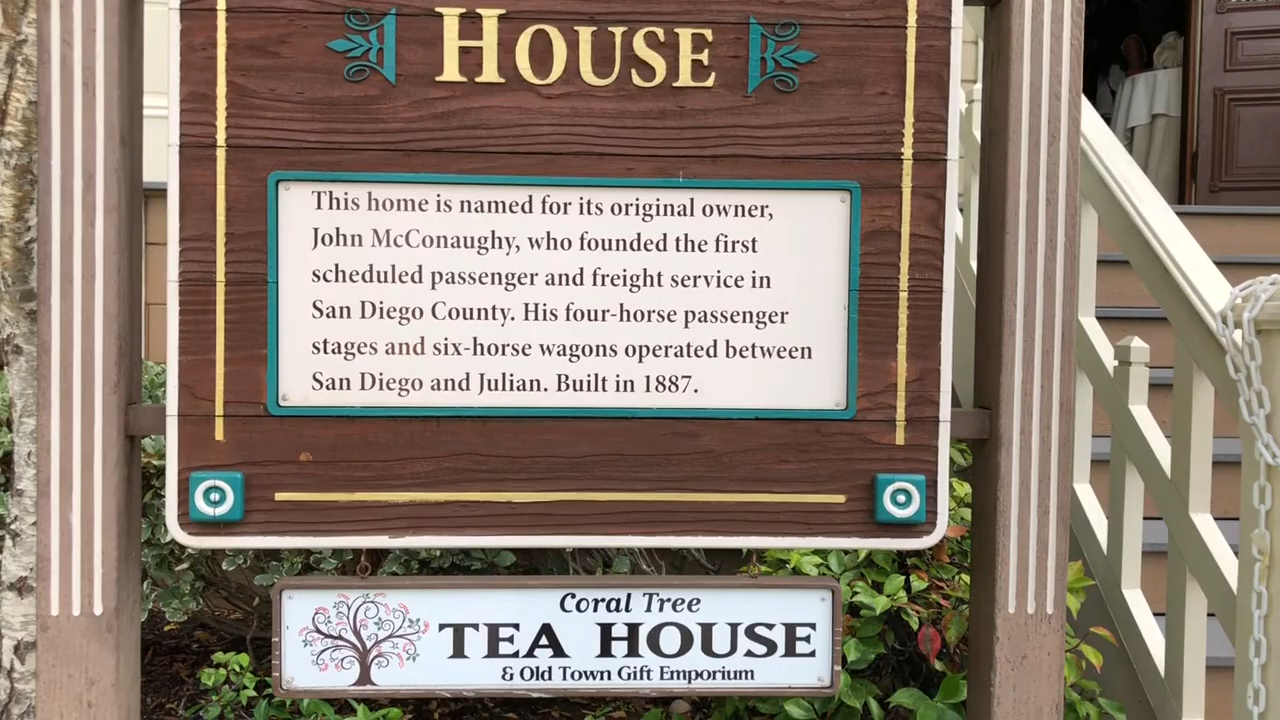 HOUSE
This home is named for its original owner,
John McConaughy, who founded the first
scheduled passenger and freight service in
San Diego County. His four-horse passenger
stages and six-horse wagons operated between
San Diego and Julian. Built in 1887.
Coral Tree
TEA HOUSE
& Old Town Gift Emporium